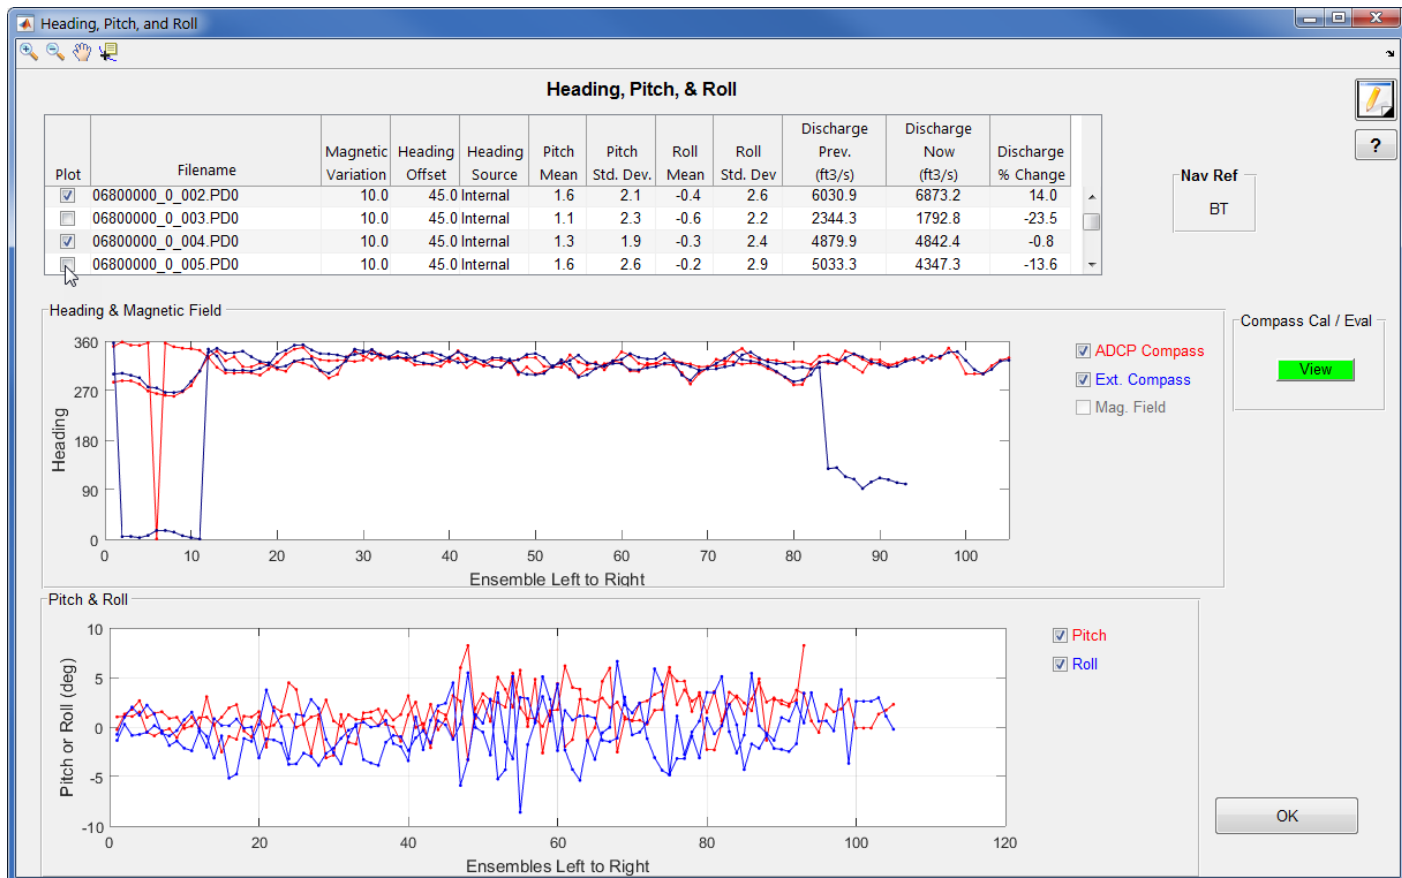 Heading, Pitch, and Roll
Heading, Pitch, & Roll
Plot Filename Magnetic Variation Heading Offset Heading Source Pitch Mean Pitch Std. Dev. Roll Mean Roll Std. Dev Discharge Prev. (ft3/s) Discharge Now (ft3/s) Discharge % Change
06800000_0_002.PD0 10.0 45.0 Internal 1.6 2.1 -0.4 2.6 6030.9 6873.2 14.0
06800000_0_003.PD0 10.0 45.0 Internal 1.1 2.3 -0.6 2.2 2344.3 1792.8 -23.5
06800000_0_004.PD0 10.0 45.0 Internal 1.3 1.9 -0.3 2.4 4879.9 4842.4 -0.8
06800000_0_005.PD0 10.0 45.0 Internal 1.6 2.6 -0.2 2.9 5033.3 4347.3 -13.6
?
Nav Ref
BT
Heading & Magnetic Field
Heading
360
270
180
90
0
0 10 20 30 40 50 60 70 80 90 100
Ensemble Left to Right
ADCP Compass
Ext. Compass
Mag. Field
Compass Cal / Eval
View
Pitch & Roll
Pitch or Roll (deg)
10
5
0
-5
-10
0 20 40 60 80 100 120
Ensembles Left to Right
Pitch
Roll
OK